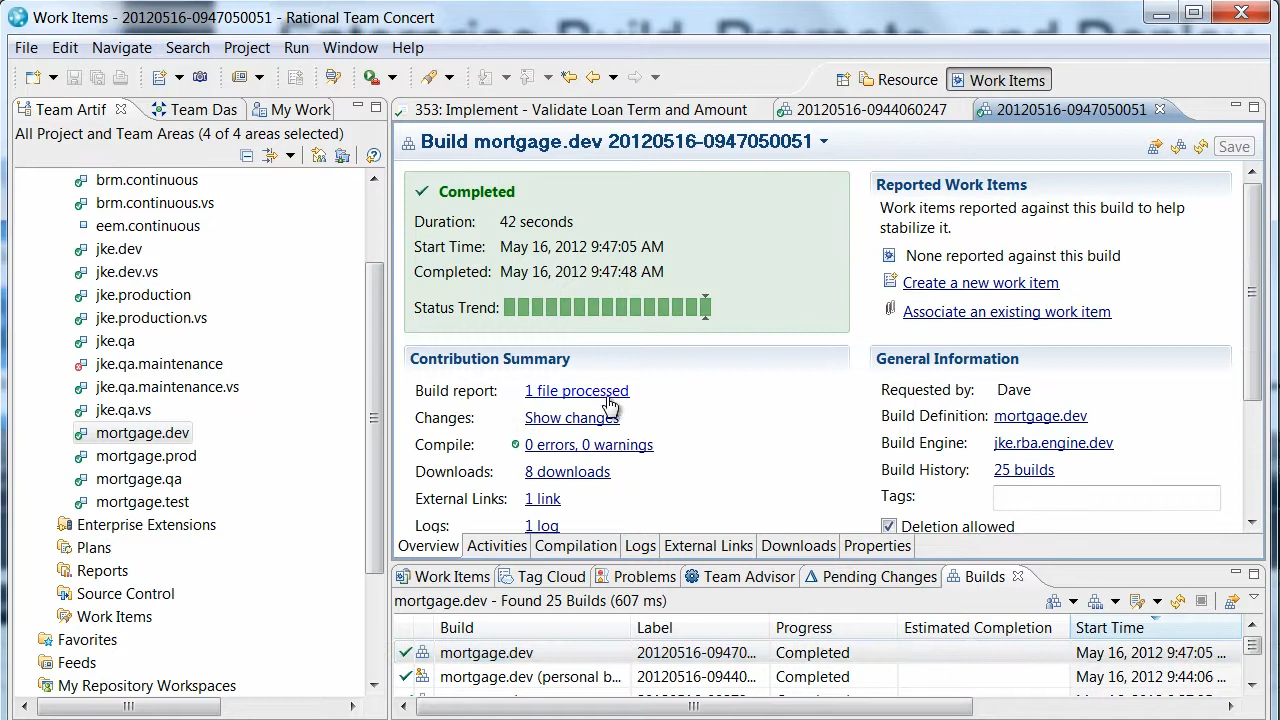 Work Items - 20120516-0947050051 - Rational Team Concert
File Edit Navigate Search Project Run Window Help
Resource Work Items
Team Artif Team Das My Work
All Project and Team Areas (4 of 4 areas selected)
brm.continuous
brm.continuous.vs
eem.continuous
jke.dev
jke.dev.vs
jke.production
jke.production.vs
jke.qa
jke.qa.maintenance
jke.qa.maintenance.vs
jke.qa.vs
mortgage.dev
mortgage.prod
mortgage.qa
mortgage.test
Enterprise Extensions
Plans
Reports
Source Control
Work Items
Favorites
Feeds
My Repository Workspaces
353: Implement - Validate Loan Term and Amount 20120516-0944060247 20120516-0947050051
Build mortgage.dev 20120516-0947050051
Save
Completed
Duration: 42 seconds
Start Time: May 16, 2012 9:47:05 AM
Completed: May 16, 2012 9:47:48 AM
Status Trend:
Contribution Summary
Build report: 1 file processed
Changes: Show changes
Compile: 0 errors, 0 warnings
Downloads: 8 downloads
External Links: 1 link
Logs: 1 log
Reported Work Items
Work items reported against this build to help
stabilize it.
None reported against this build
Create a new work item
Associate an existing work item
General Information
Requested by: Dave
Build Definition: mortgage.dev
Build Engine: jke.rba.engine.dev
Build History: 25 builds
Tags:
Deletion allowed
Overview Activities Compilation Logs External Links Downloads Properties
Work Items Tag Cloud Problems Team Advisor Pending Changes Builds
mortgage.dev - Found 25 Builds (607 ms)
Build Label Progress Estimated Completion Start Time
mortgage.dev 20120516-09470... Completed May 16, 2012 9:47:05 ...
mortgage.dev (personal b... 20120516-09440... Completed May 16, 2012 9:44:06 ...